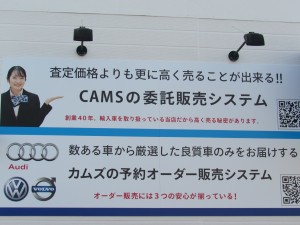 査定価格よりも更に高く売ることが出来る!!
CAMSの委託販売システム
創業40年、輸入車を取り扱っている当店だから高く売る秘密があります。
Audi
数ある車から厳選した良質車のみをお届けする
カムズの予約オーダー販売システム
VOLVO
オーダー販売には3つの安心が揃っている!